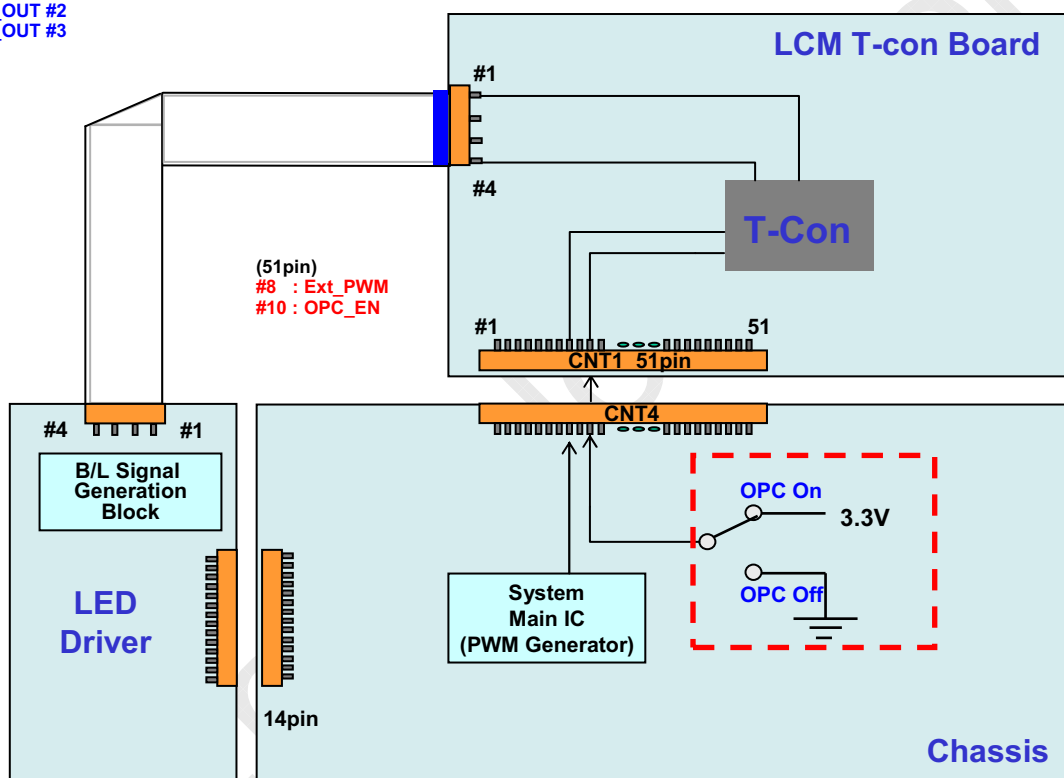 _OUT #2
_OUT #3
LCM T-con Board
#1
#4
T-Con
(51pin)
#8 : Ext_PWM
#10 : OPC_EN
#1
51
CNT1 51pin
CNT4
#4
#1
B/L Signal
Generation
Block
OPC On
3.3V
OPC Off
System
Main IC
(PWM Generator)
LED
Driver
14pin
Chassis